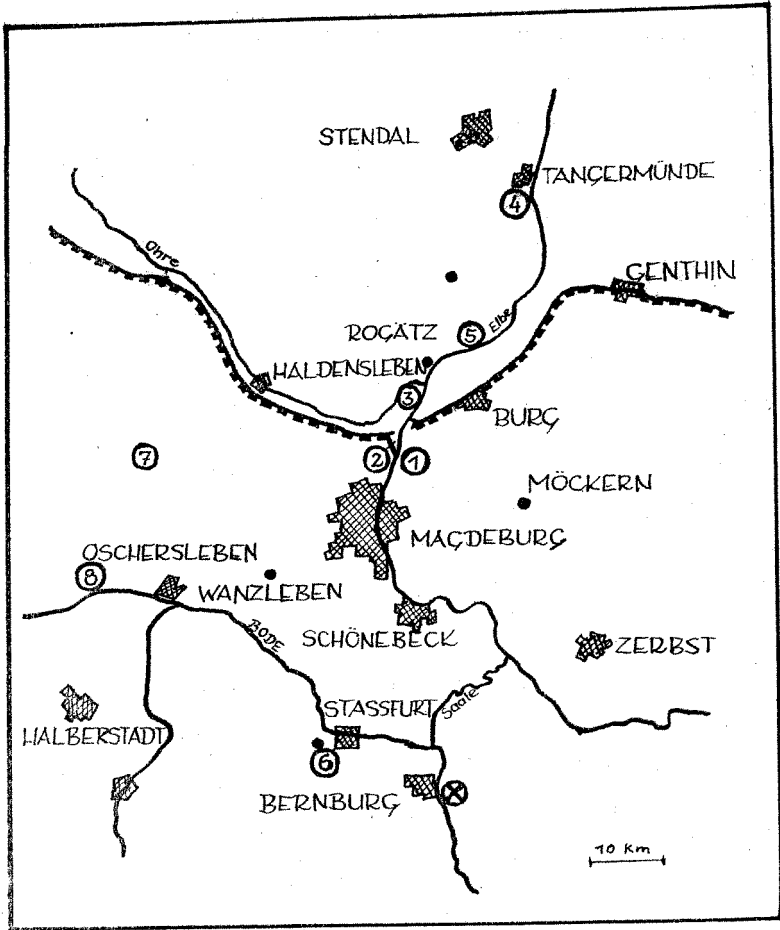 STENDAL
TANGERMÜNDE
4
Ohre
GENTHIN
ROGÄTZ
5
Elbe
HALDENSLEBEN
3
BURG
7
2
1
MÖCKERN
MAGDEBURG
OSCHERSLEBEN
8
WANZLEBEN
BODE
SCHÖNEBECK
ZERBST
STASSFURT
Saale
HALBERSTADT
6
BERNBURG
X
10 Km